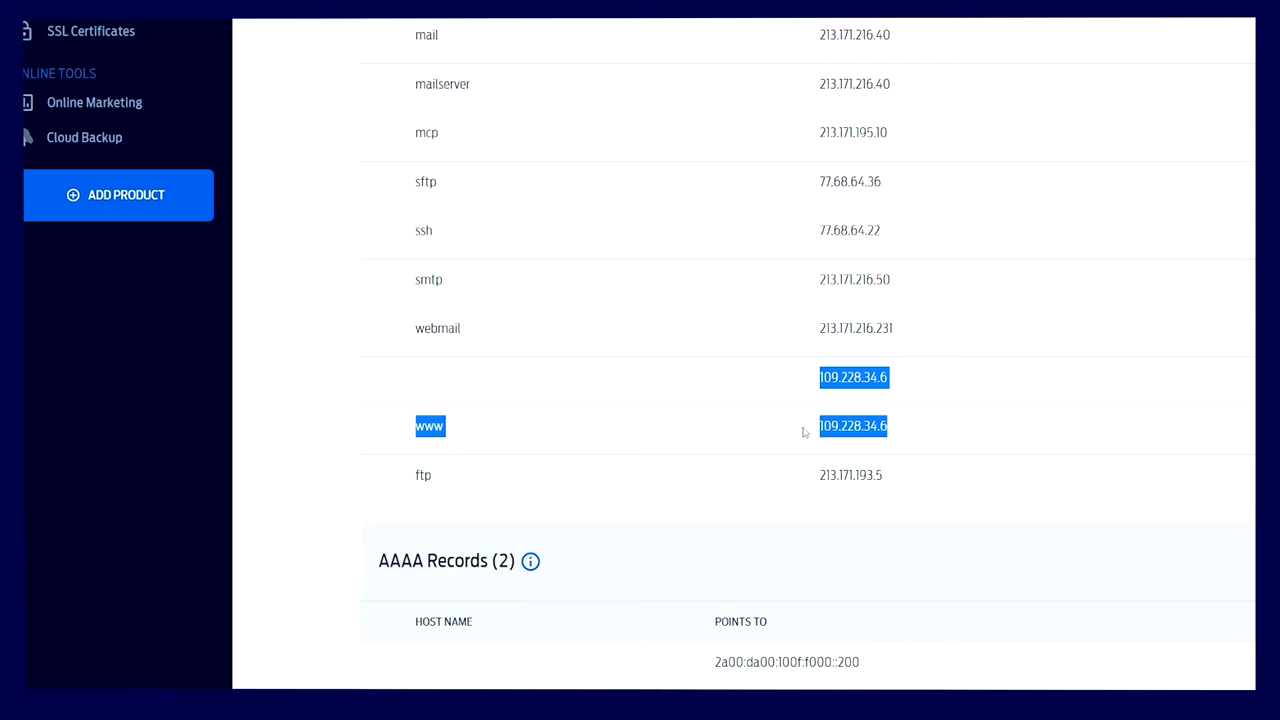 SSL Certificates
NLINE TOOLS
Online Marketing
Cloud Backup
ADD PRODUCT
mail 213.171.216.40
mailserver 213.171.216.40
mcp 213.171.195.10
sftp 77.68.64.36
ssh 77.68.64.22
smtp 213.171.216.50
webmail 213.171.216.231
109.228.34.6
www 109.228.34.6
ftp 213.171.193.5
AAAA Records (2)
HOST NAME POINTS TO
2a00:da00:100f:f000::200